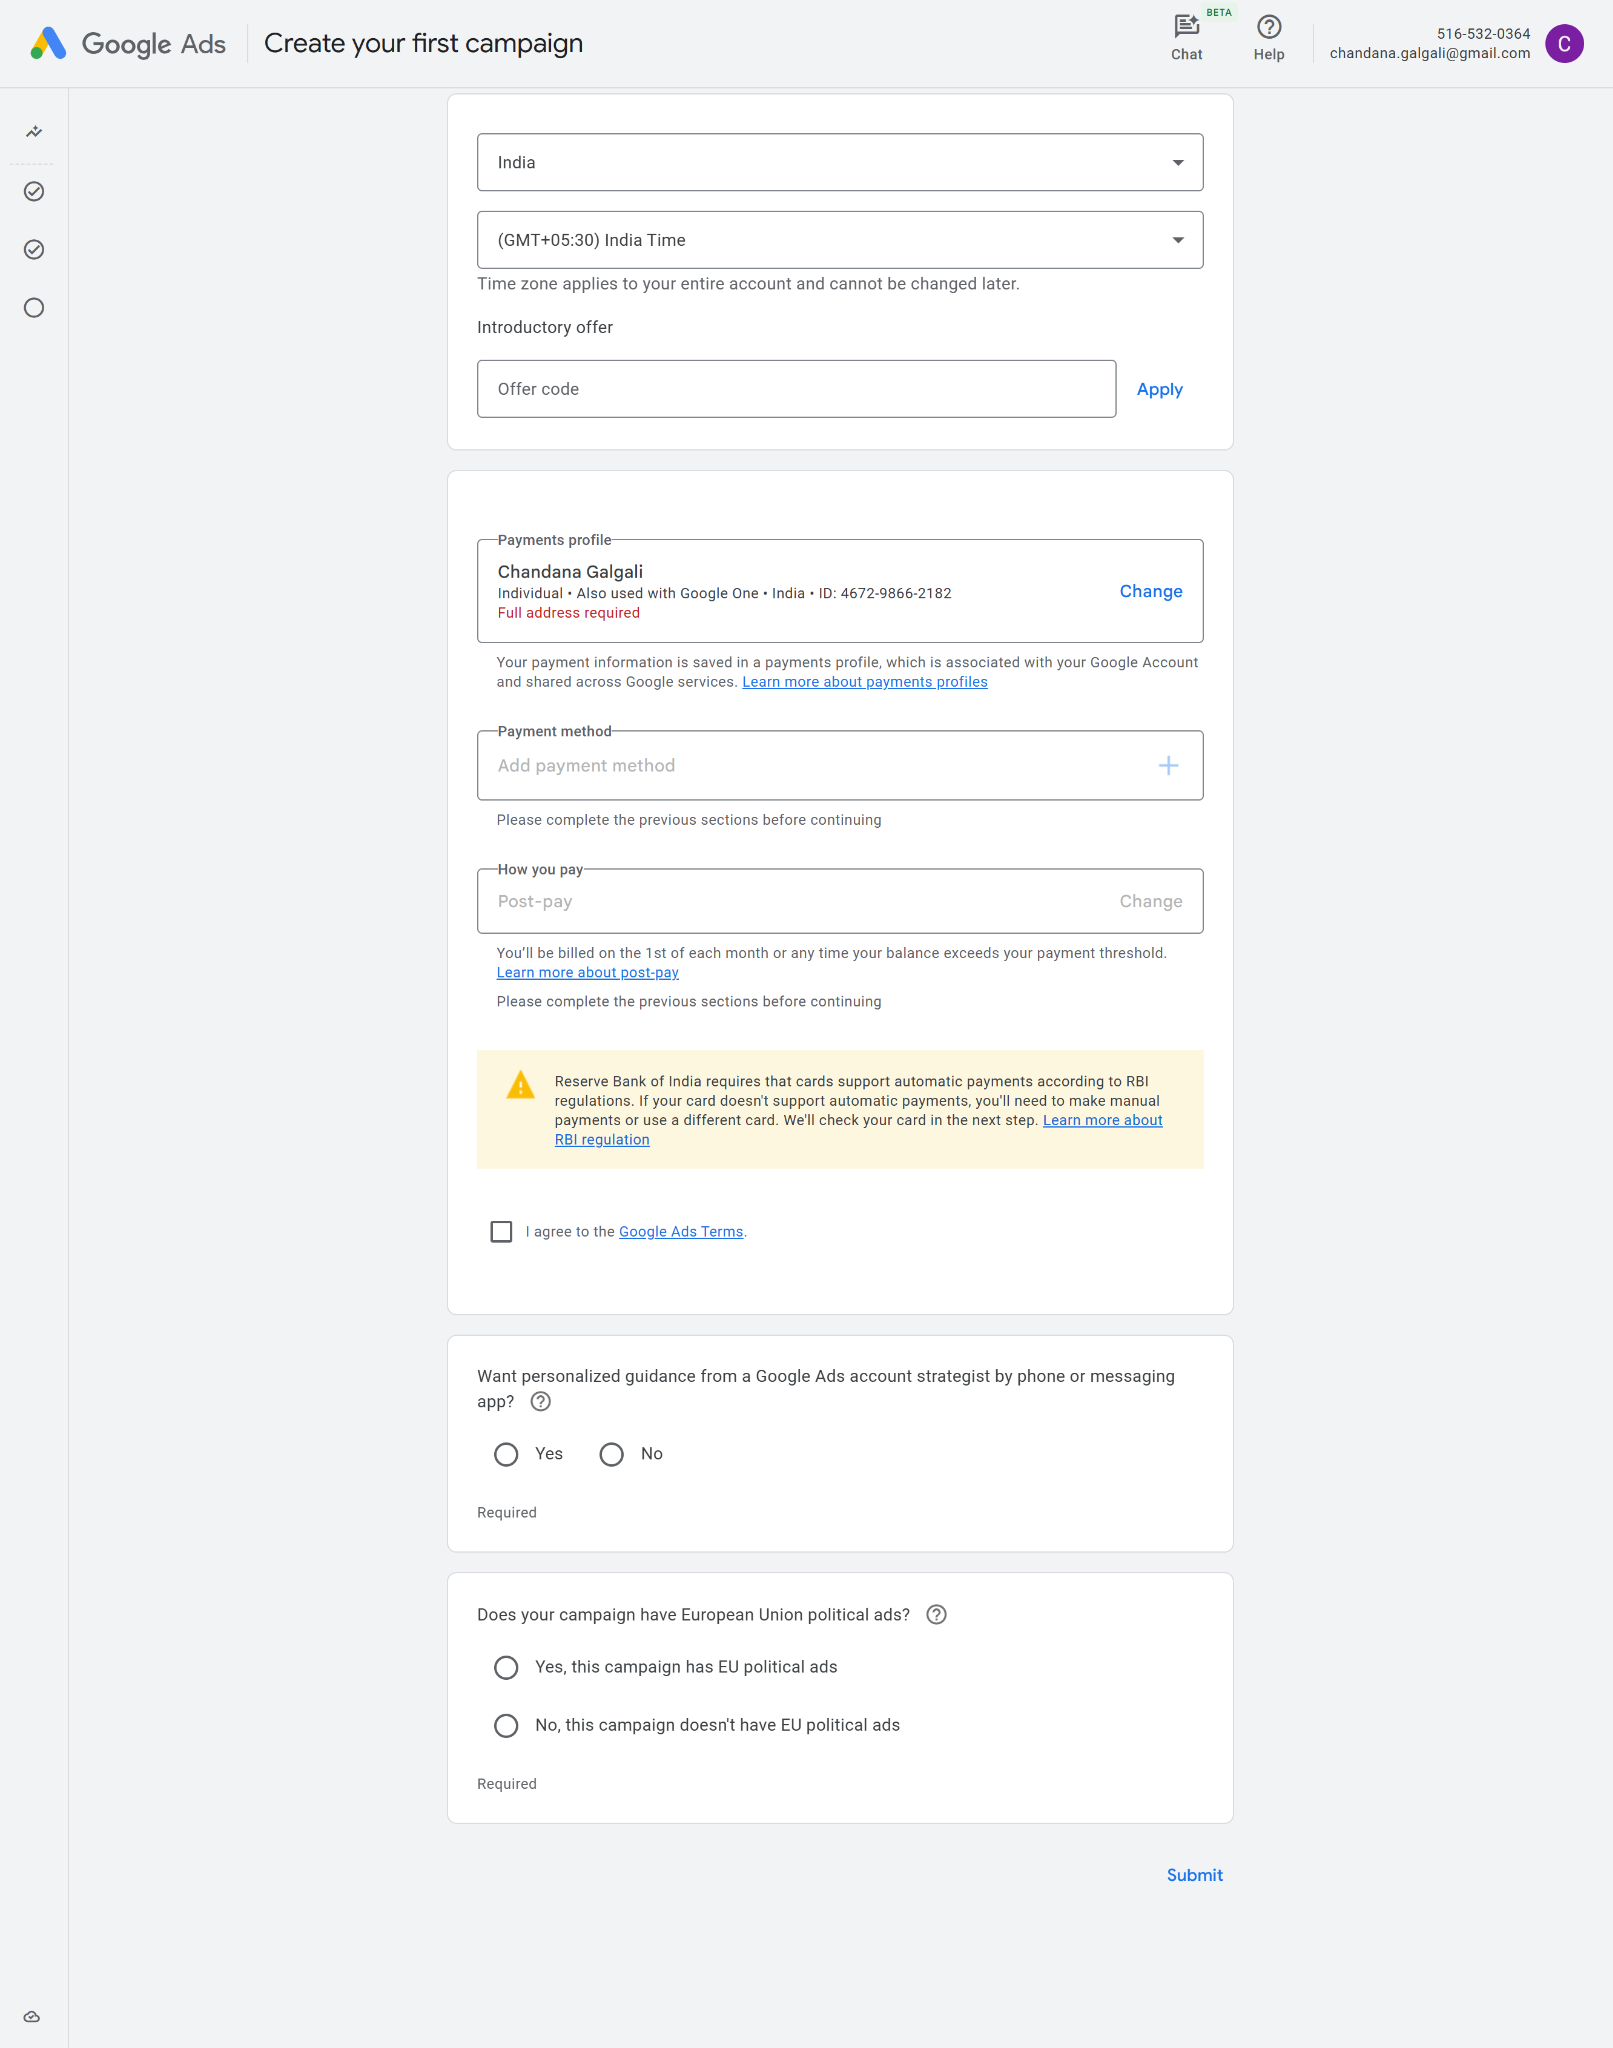 Google Ads
Create your first campaign
BETA
Chat
Help
516-532-0364
chandana.galgali@gmail.com
C
India
(GMT+05:30) India Time
Time zone applies to your entire account and cannot be changed later.
Introductory offer
Offer code
Apply
Payments profile
Chandana Galgali
Individual • Also used with Google One • India • ID: 4672-9866-2182
Full address required
Change
Your payment information is saved in a payments profile, which is associated with your Google Account
and shared across Google services. Learn more about payments profiles
Payment method
Add payment method
Please complete the previous sections before continuing
How you pay
Post-pay
Change
You'll be billed on the 1st of each month or any time your balance exceeds your payment threshold.
Learn more about post-pay
Please complete the previous sections before continuing
Reserve Bank of India requires that cards support automatic payments according to RBI
regulations. If your card doesn't support automatic payments, you'll need to make manual
payments or use a different card. We'll check your card in the next step. Learn more about
RBI regulation
I agree to the Google Ads Terms.
Want personalized guidance from a Google Ads account strategist by phone or messaging
app?
Yes
No
Required
Does your campaign have European Union political ads?
Yes, this campaign has EU political ads
No, this campaign doesn't have EU political ads
Required
Submit